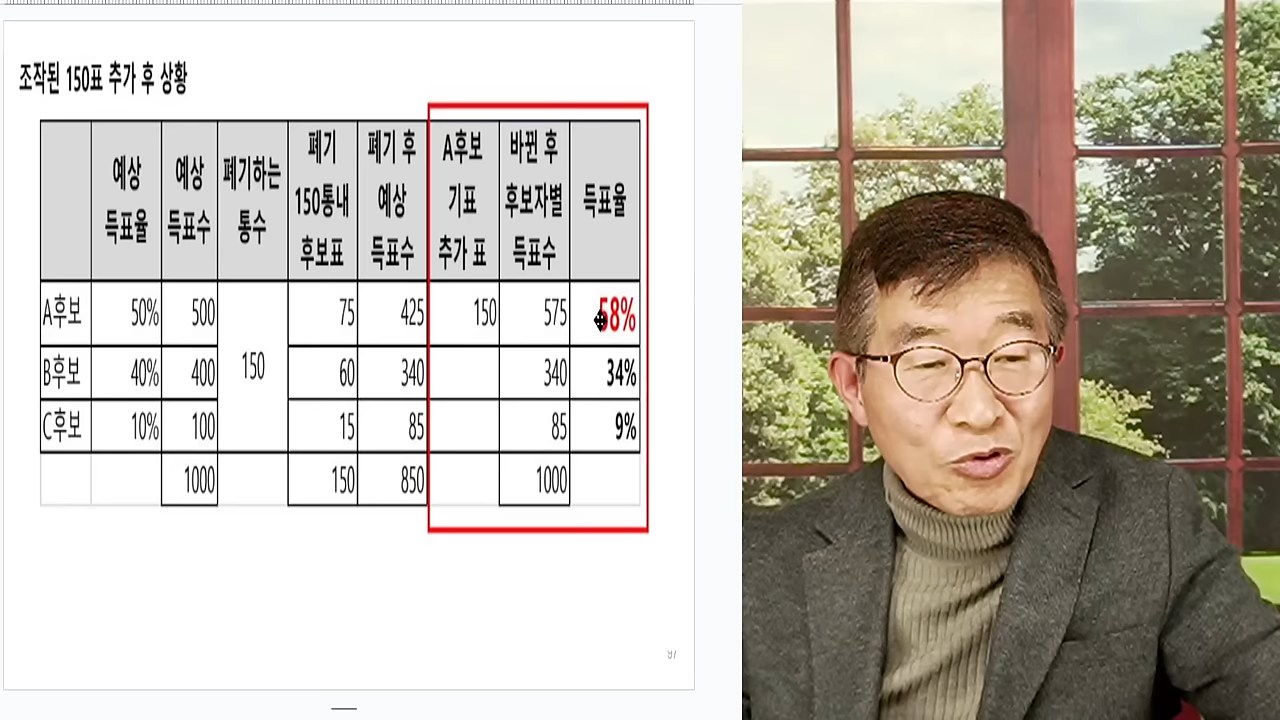 조작된 150표 추가 후 상황
예상 득표율 예상 득표수 폐기하는 통수 폐기 150통내 후보표 폐기 후 예상 득표수 A후보 기표 추가 표 바뀐 후 후보자별 득표수 득표율
A후보 50% 500 150 75 425 150 575 58%
B후보 40% 400 60 340 340 34%
C후보 10% 100 15 85 85 9%
1000 150 850 1000
97